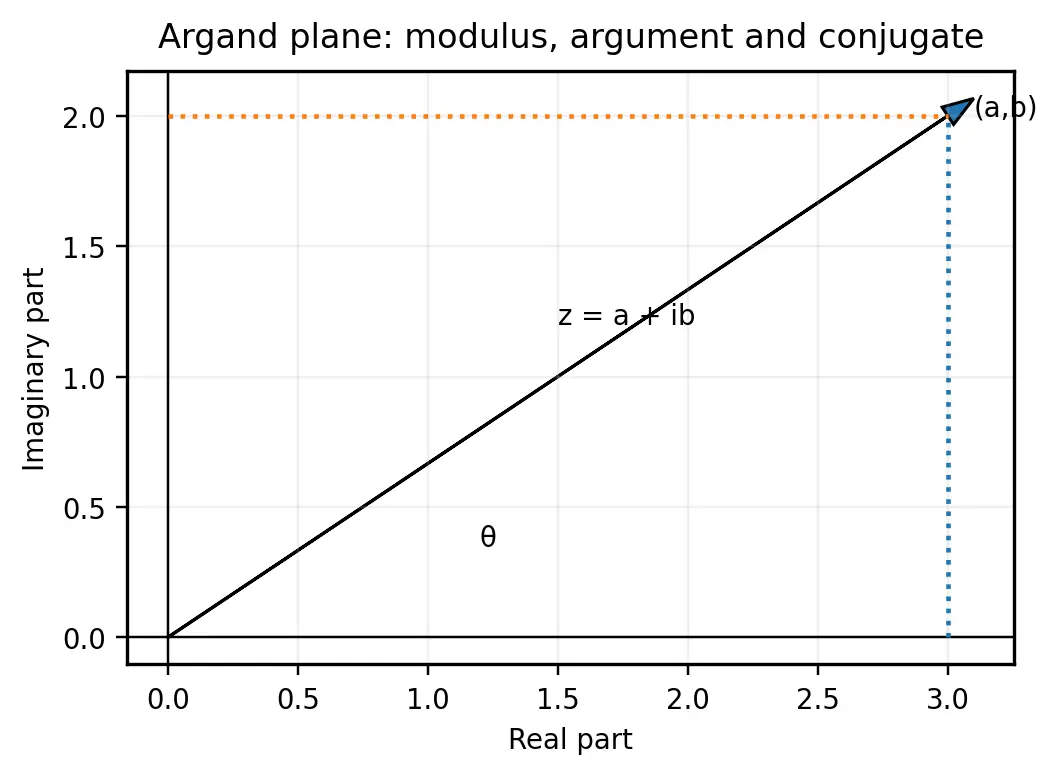 Argand plane: modulus, argument and conjugate
2.0
(a,b)
1.5
z = a + ib
Imaginary part
1.0
0.5
θ
0.0
0.0 0.5 1.0 1.5 2.0 2.5 3.0
Real part